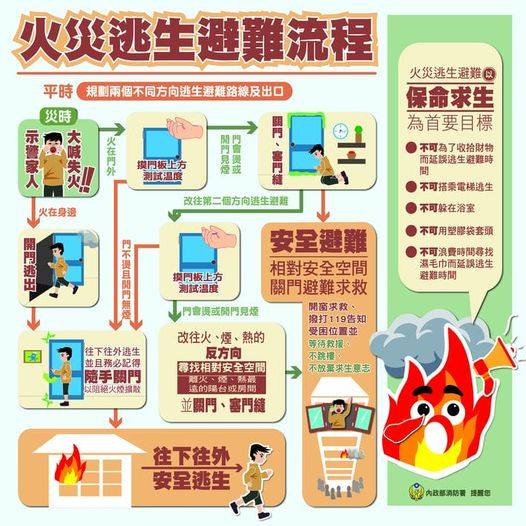 火災逃生避難流程
平時
規劃兩個不同方向逃生避難路線及出口
災時
大喊失火!!
示警家人
火在門外
摸門板上方
測試溫度
門會燙或
開門見煙
關門、塞門縫
火在身邊
改往第二個方向逃生避難
開門逃出
門不燙且開門無煙
摸門板上方
測試溫度
門會燙或開門見煙
安全避難
相對安全空間
關門避難求救
開窗求救、
撥打119告知
受困位置並
等待救援,
不跳樓、
不放棄求生意志
往下往外逃生
並且務必記得
隨手關門
以阻絕火煙擴散
改往火、煙、熱的
反方向
尋找相對安全空間
離火、煙、熱最
遠的陽台或房間
並關門、塞門縫
往下往外
安全逃生
火災逃生避難以
保命求生
為首要目標
不可為了收拾財物
而延誤逃生避難時
間
不可搭乘電梯逃生
不可躲在浴室
不可用塑膠袋套頭
不可浪費時間尋找
濕毛巾而延誤逃生
避難時間
內政部消防署 提醒您